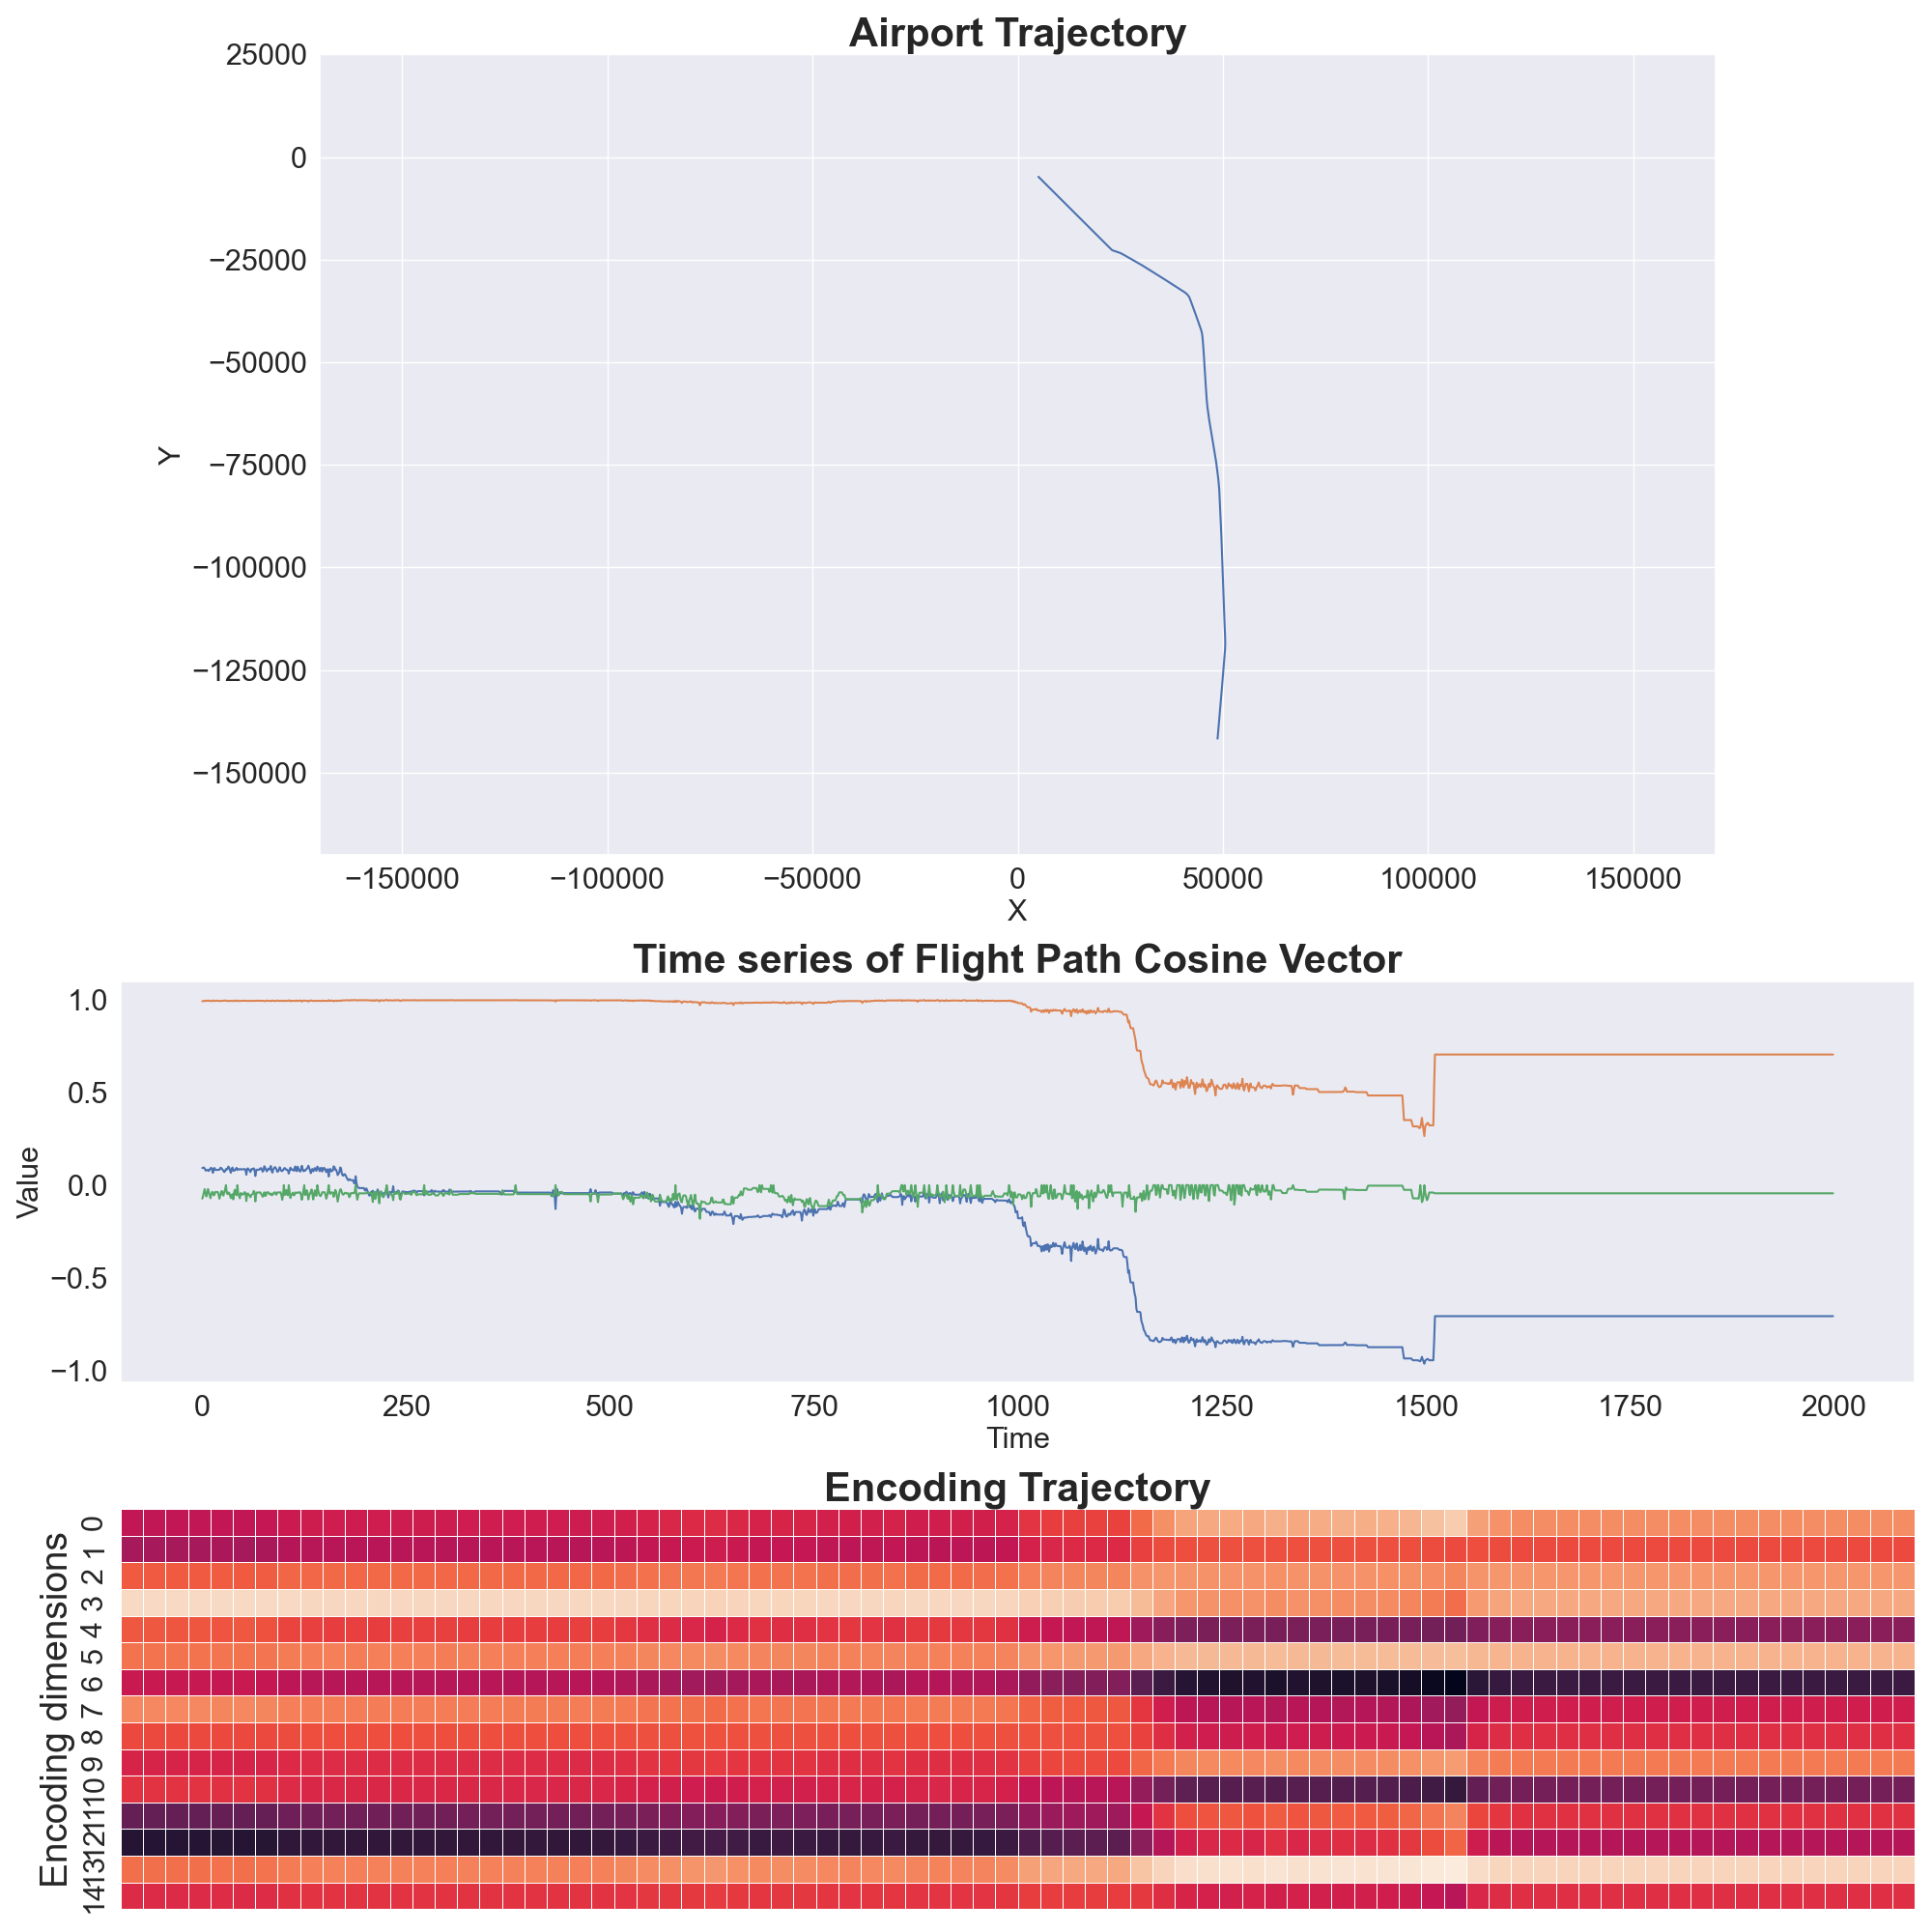 Airport Trajectory
25000
0
−25000
−50000
−75000
−100000
−125000
−150000
Y
−150000 −100000 −50000 0 50000 100000 150000
X
Time series of Flight Path Cosine Vector
1.0
0.5
0.0
−0.5
−1.0
Value
0 250 500 750 1000 1250 1500 1750 2000
Time
Encoding Trajectory
Encoding dimensions
0
1
2
3
4
5
6
7
8
9
10
11
12
13
14